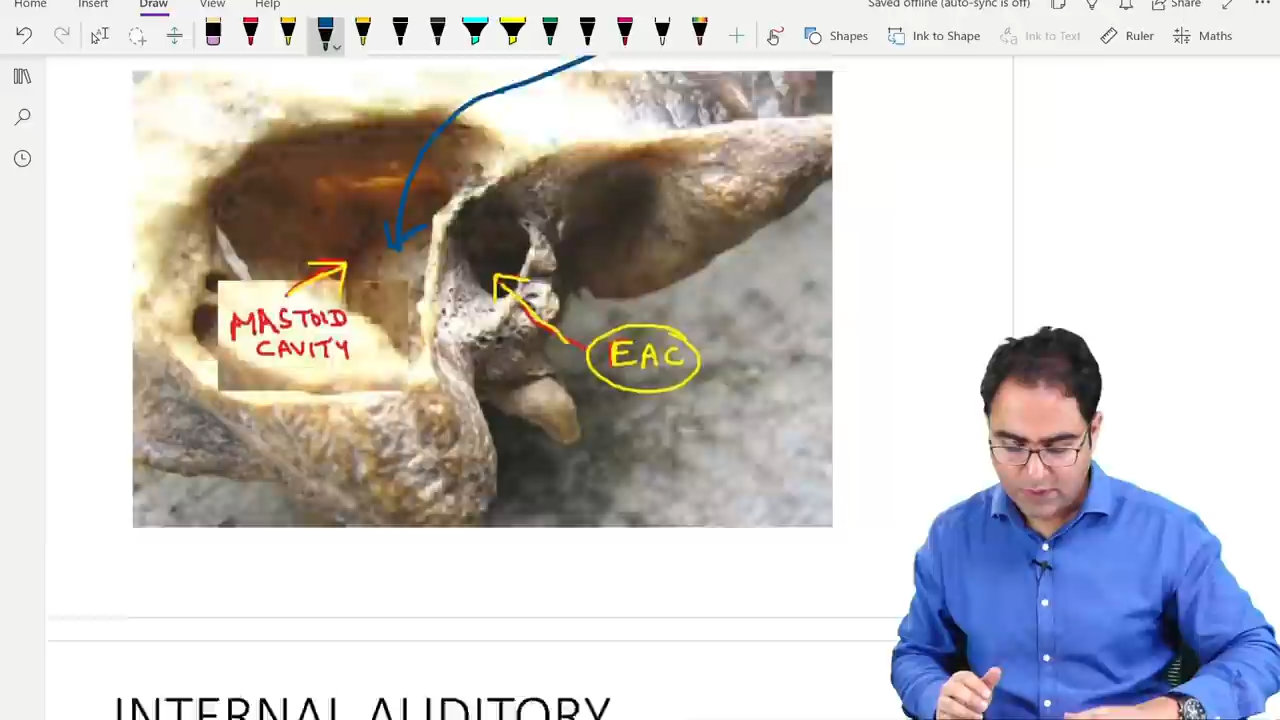 Home Insert Draw View Help Saved offline (auto-sync is off) Share
Shapes Ink to Shape Ink to Text Ruler Maths
MASTOID
CAVITY
EAC
INTERNAL AUDITORY